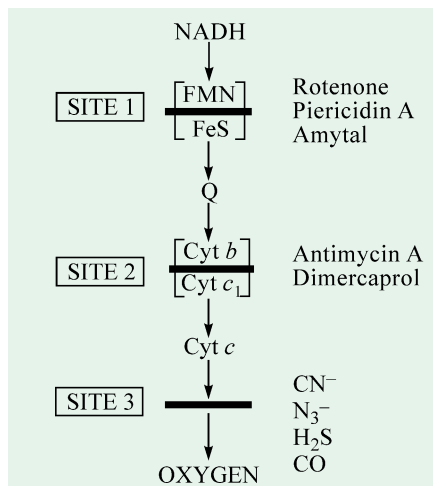 NADH
SITE 1
FMN
FeS
Rotenone
Piericidin A
Amytal
Q
SITE 2
Cyt b
Cyt c₁
Antimycin A
Dimercaprol
Cyt c
SITE 3
CN⁻
N₃⁻
H₂S
CO
OXYGEN